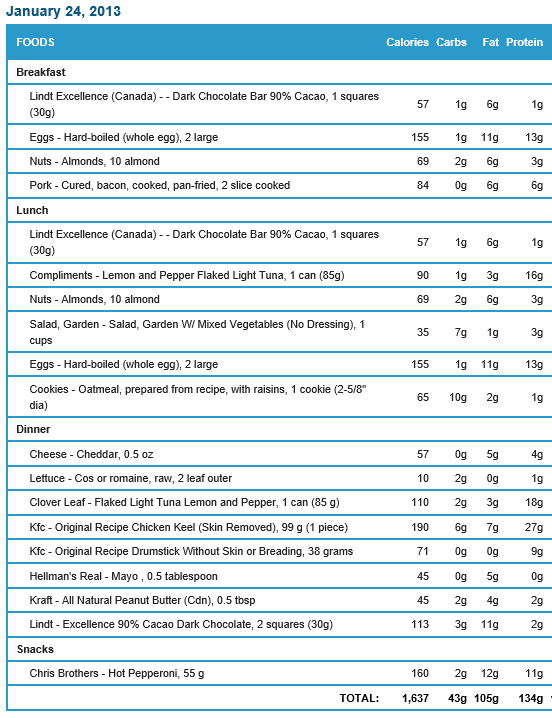 January 24, 2013
FOODS Calories Carbs Fat Protein
Breakfast
Lindt Excellence (Canada) - - Dark Chocolate Bar 90% Cacao, 1 squares
(30g) 57 1g 6g 1g
Eggs - Hard-boiled (whole egg), 2 large 155 1g 11g 13g
Nuts - Almonds, 10 almond 69 2g 6g 3g
Pork - Cured, bacon, cooked, pan-fried, 2 slice cooked 84 0g 6g 6g
Lunch
Lindt Excellence (Canada) - - Dark Chocolate Bar 90% Cacao, 1 squares
(30g) 57 1g 6g 1g
Compliments - Lemon and Pepper Flaked Light Tuna, 1 can (85g) 90 1g 3g 16g
Nuts - Almonds, 10 almond 69 2g 6g 3g
Salad, Garden - Salad, Garden W/ Mixed Vegetables (No Dressing), 1
cups 35 7g 1g 3g
Eggs - Hard-boiled (whole egg), 2 large 155 1g 11g 13g
Cookies - Oatmeal, prepared from recipe, with raisins, 1 cookie (2-5/8"
dia) 65 10g 2g 1g
Dinner
Cheese - Cheddar, 0.5 oz 57 0g 5g 4g
Lettuce - Cos or romaine, raw, 2 leaf outer 10 2g 0g 1g
Clover Leaf - Flaked Light Tuna Lemon and Pepper, 1 can (85 g) 110 2g 3g 18g
Kfc - Original Recipe Chicken Keel (Skin Removed), 99 g (1 piece) 190 6g 7g 27g
Kfc - Original Recipe Drumstick Without Skin or Breading, 38 grams 71 0g 0g 9g
Hellman's Real - Mayo , 0.5 tablespoon 45 0g 5g 0g
Kraft - All Natural Peanut Butter (Cdn), 0.5 tbsp 45 2g 4g 2g
Lindt - Excellence 90% Cacao Dark Chocolate, 2 squares (30g) 113 3g 11g 2g
Snacks
Chris Brothers - Hot Pepperoni, 55 g 160 2g 12g 11g
TOTAL: 1,637 43g 105g 134g